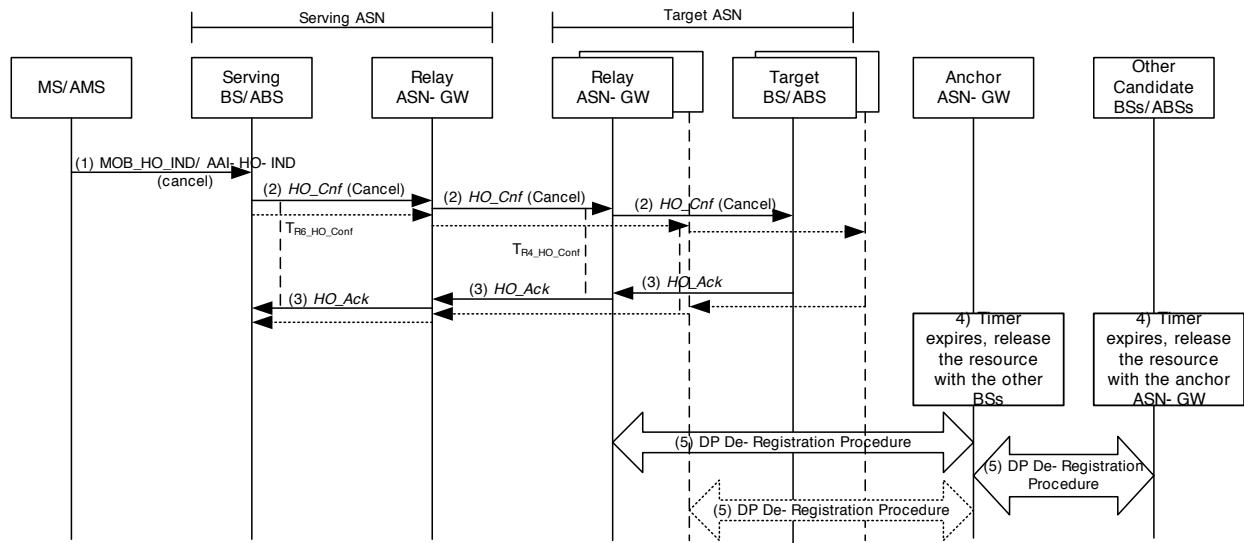 Serving ASN
Target ASN
MS/AMS
Serving
BS/ABS
Relay
ASN- GW
Relay
ASN- GW
Target
BS/ABS
Anchor
ASN- GW
Other
Candidate
BSs/ABSs
(1) MOB_HO_IND/ AAI- HO- IND
(cancel)
(2) HO_Cnf (Cancel)
(2) HO_Cnf (Cancel)
(2) HO_Cnf (Cancel)
TR6_HO_Conf
TR4_HO_Conf
(3) HO_Ack
(3) HO_Ack
(3) HO_Ack
4) Timer
expires, release
the resource
with the other
BSs
4) Timer
expires, release
the resource
with the anchor
ASN- GW
(5) DP De- Registration Procedure
(5) DP De- Registration
Procedure
(5) DP De- Registration Procedure